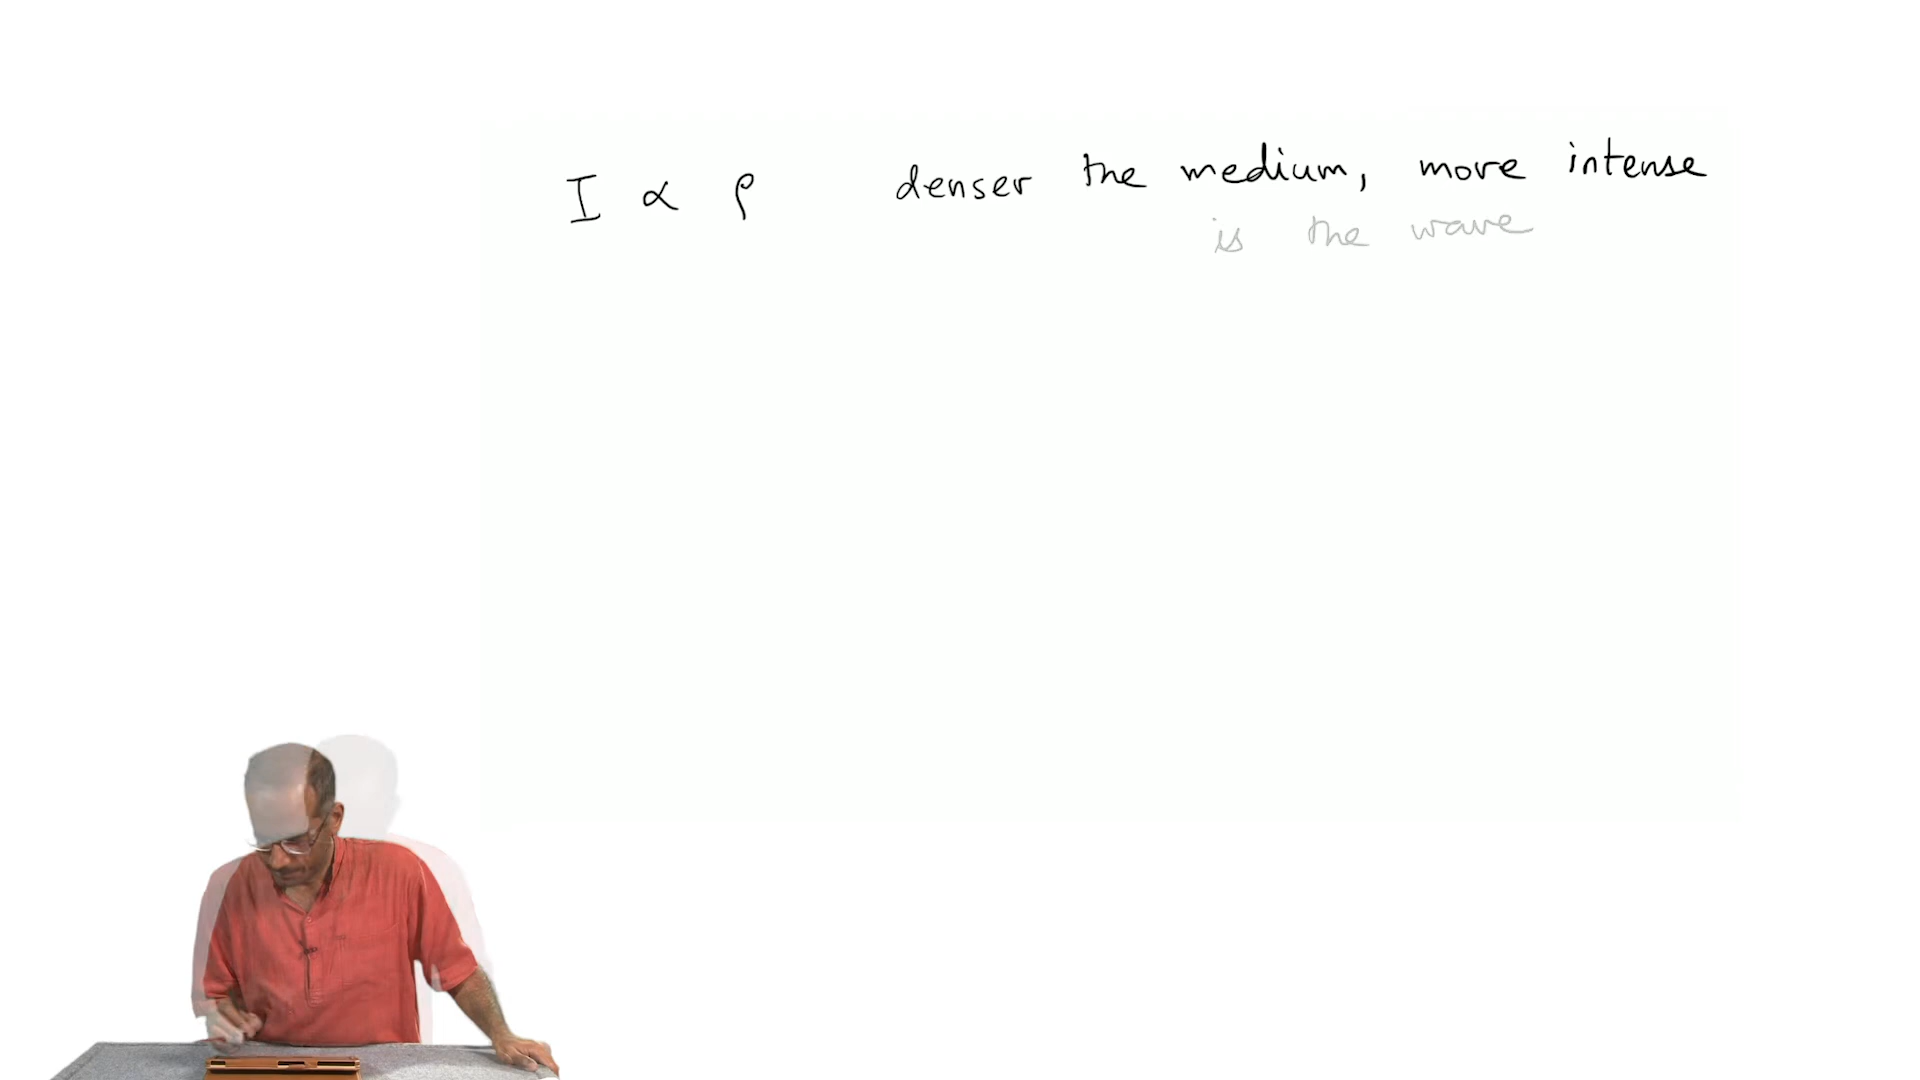 I ∝ ρ denser the medium, more intense
is the wave